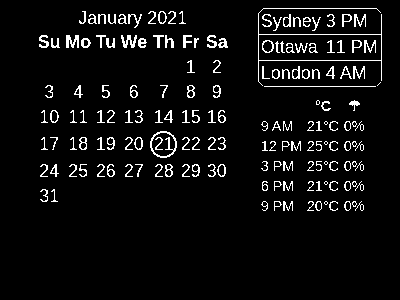 January 2021
Su Mo Tu We Th Fr Sa
1 2
3 4 5 6 7 8 9
10 11 12 13 14 15 16
17 18 19 20 21 22 23
24 25 26 27 28 29 30
31
Sydney 3 PM
Ottawa 11 PM
London 4 AM
°C ☂
9 AM 21°C 0%
12 PM 25°C 0%
3 PM 25°C 0%
6 PM 21°C 0%
9 PM 20°C 0%